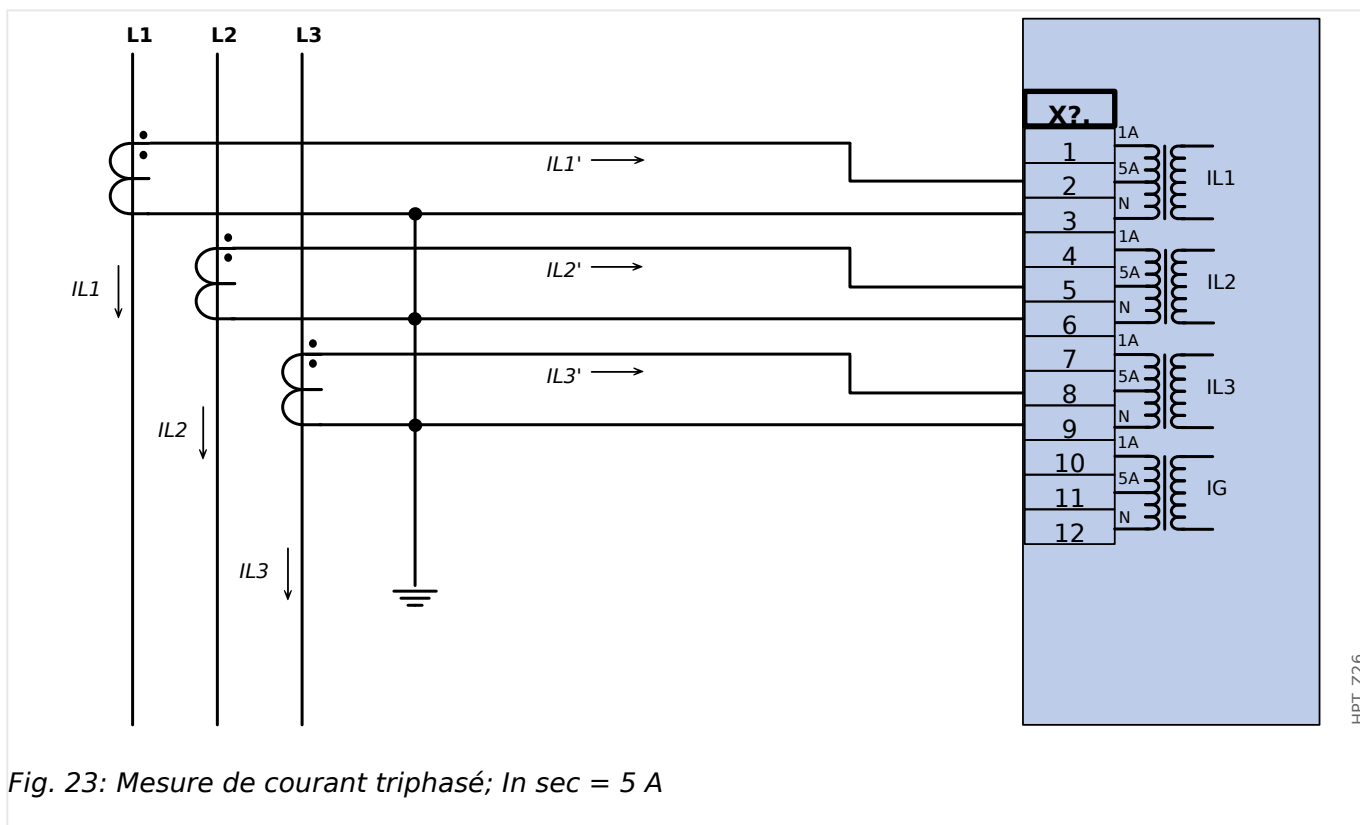 L1 L2 L3
X?.
1A
1
5A
2
IL1
N
3
1A
4
5A
5
IL2
N
6
1A
7
5A
8
IL3
N
9
1A
10
5A
11
IG
N
12
IL1'
IL2'
IL3'
IL1
IL2
IL3
HPT_Z26
Fig. 23: Mesure de courant triphasé; In sec = 5 A